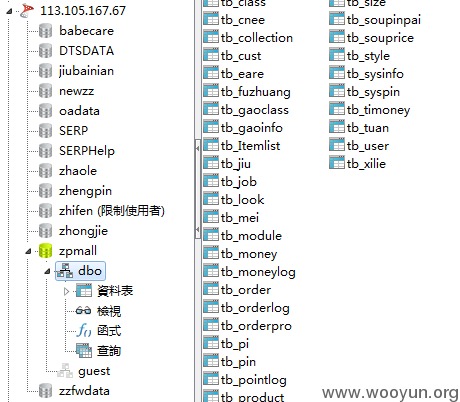 113.105.167.67
babecare
DTSDATA
jiubainian
newzz
oadata
SERP
SERPHelp
zhaole
zhengpin
zhifen (限制使用者)
zhongjie
zpmall
dbo
資料表
檢視
函式
查詢
guest
zzfwdata
tb_class
tb_cnee
tb_collection
tb_cust
tb_eare
tb_fuzhuang
tb_gaoclass
tb_gaoinfo
tb_Itemlist
tb_jiu
tb_job
tb_look
tb_mei
tb_module
tb_money
tb_moneylog
tb_order
tb_orderlog
tb_orderpro
tb_pi
tb_pin
tb_pointlog
tb_product
tb_size
tb_soupinpai
tb_souprice
tb_style
tb_sysinfo
tb_syspin
tb_timoney
tb_tuan
tb_user
tb_xilie
www.wooyun.org